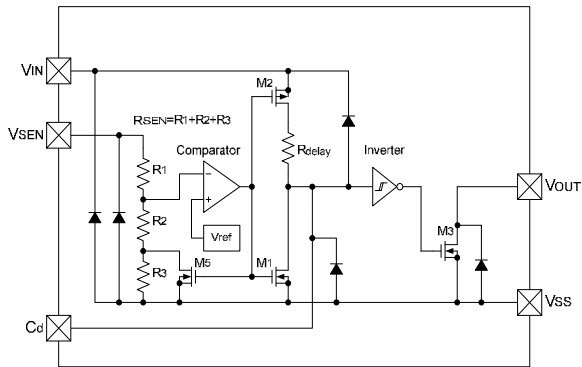 VIN
M2
RSEN=R1+R2+R3
VSEN
Comparator
Rdelay
Inverter
R1
−
+
VOUT
R2
Vref
M3
R3
M5
M1
VSS
Cd